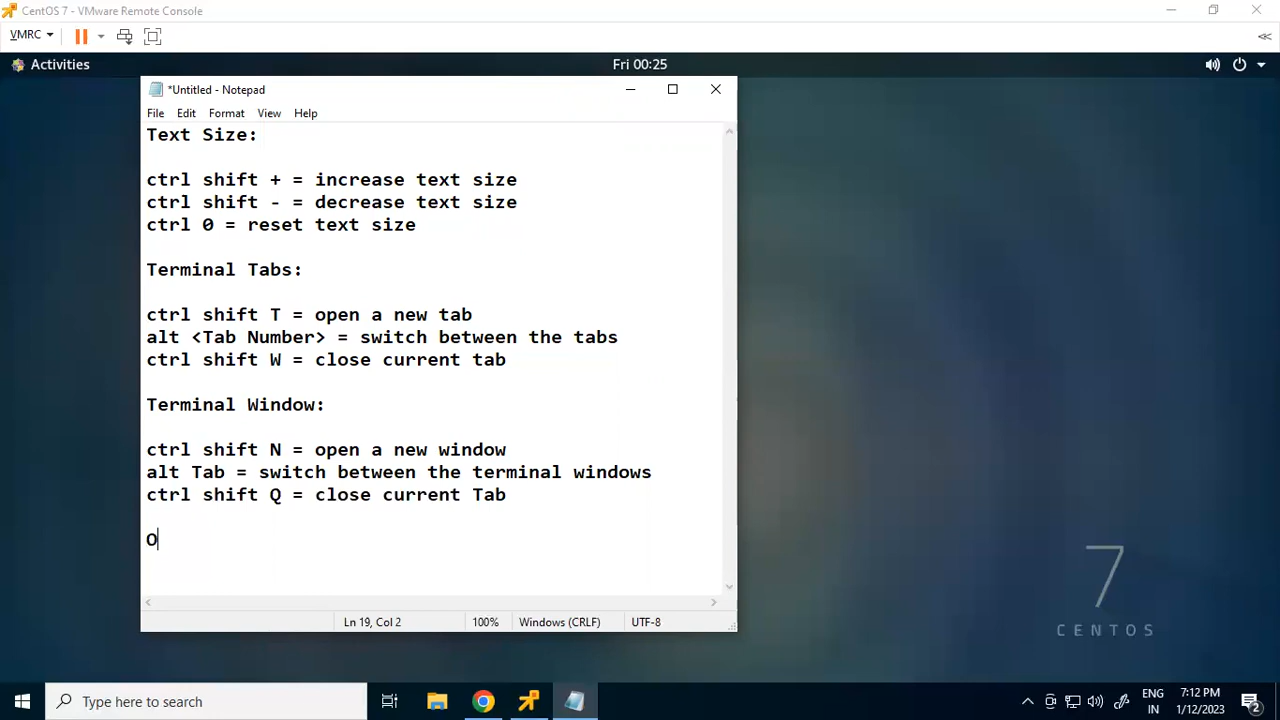 CentOS 7 - VMware Remote Console
VMRC
Activities
Fri 00:25
*Untitled - Notepad
File Edit Format View Help
Text Size:
ctrl shift + = increase text size
ctrl shift - = decrease text size
ctrl 0 = reset text size
Terminal Tabs:
ctrl shift T = open a new tab
alt <Tab Number> = switch between the tabs
ctrl shift W = close current tab
Terminal Window:
ctrl shift N = open a new window
alt Tab = switch between the terminal windows
ctrl shift Q = close current Tab
O
Ln 19, Col 2 100% Windows (CRLF) UTF-8
7
CENTOS
Type here to search
ENG
IN
7:12 PM
1/12/2023
2